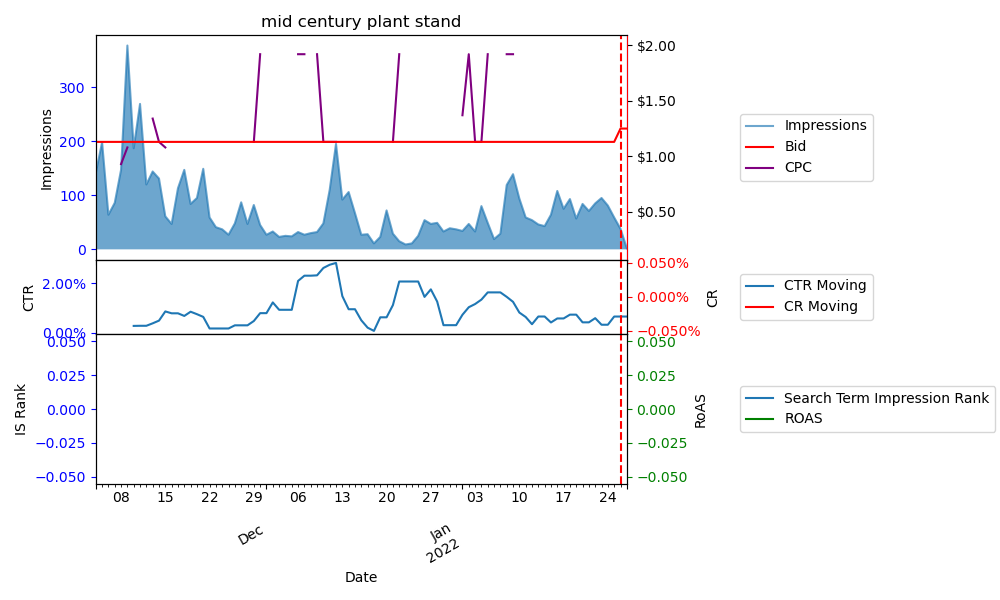 mid century plant stand
Impressions
300
200
100
0
$2.00
$1.50
$1.00
$0.50
Impressions
Bid
CPC
CTR
2.00%
0.00%
0.050%
0.000%
−0.050%
CR
CTR Moving
CR Moving
IS Rank
0.050
0.025
0.000
−0.025
−0.050
0.050
0.025
0.000
−0.025
−0.050
RoAS
Search Term Impression Rank
ROAS
08 15 22 29 06 13 20 27 03 10 17 24
Dec
Jan
2022
Date